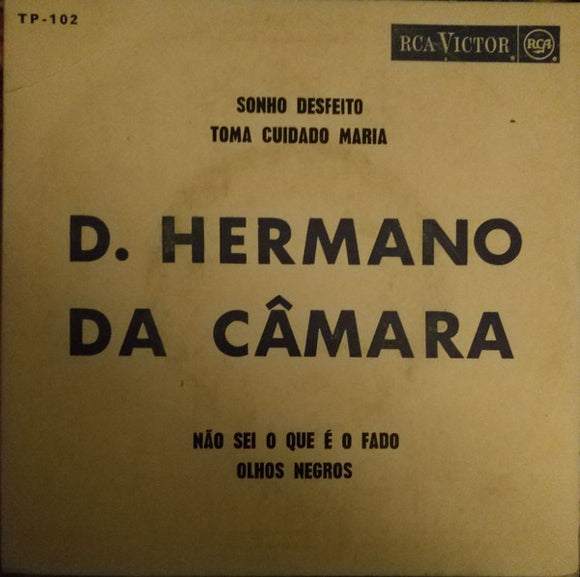 TP-102
RCA VICTOR RCA
SONHO DESFEITO
TOMA CUIDADO MARIA
D. HERMANO
DA CÂMARA
NÃO SEI O QUE É O FADO
OLHOS NEGROS